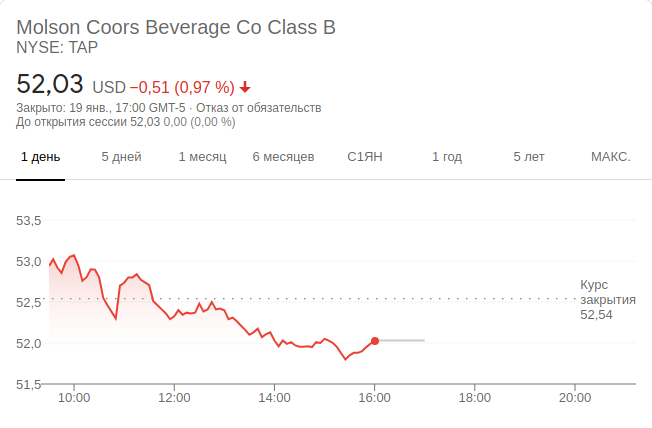 Molson Coors Beverage Co Class B
NYSE: TAP
52,03 USD −0,51 (0,97 %)
Закрыто: 19 янв., 17:00 GMT-5 · Отказ от обязательств
До открытия сессии 52,03 0,00 (0,00 %)
1 день 5 дней 1 месяц 6 месяцев С1ЯН 1 год 5 лет МАКС.
53,5
53,0
52,5
52,0
51,5
Курс
закрытия
52,54
10:00 12:00 14:00 16:00 18:00 20:00